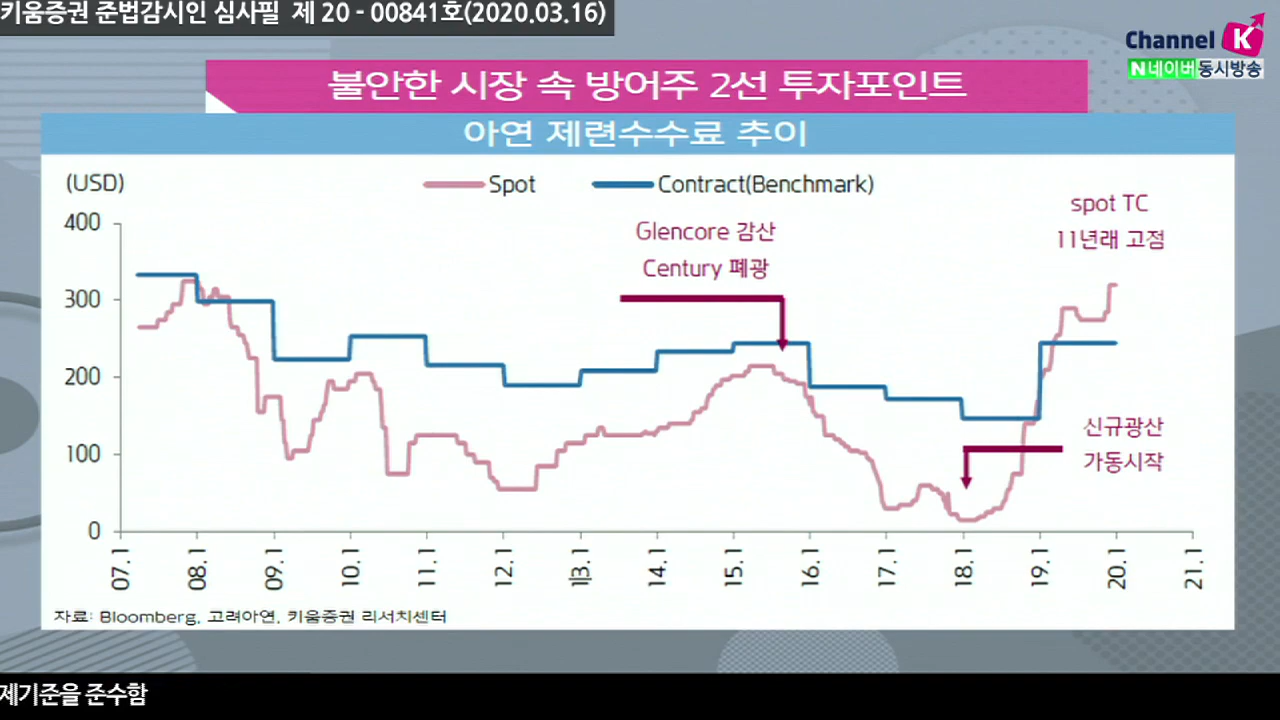 키움증권 준법감시인 심사필 제 20 - 00841호(2020.03.16)
Channel K
N네이버동시방송
불안한 시장 속 방어주 2선 투자포인트
아연 제련수수료 추이
(USD)
Spot
Contract(Benchmark)
spot TC
11년래 고점
Glencore 감산
Century 폐광
400
300
200
100
0
신규광산
가동시작
07. 1
08. 1
09. 1
10. 1
11. 1
12. 1
13. 1
14. 1
15. 1
16. 1
17. 1
18. 1
19. 1
20. 1
21. 1
자료: Bloomberg, 고려아연, 키움증권 리서치센터
제기준을 준수함